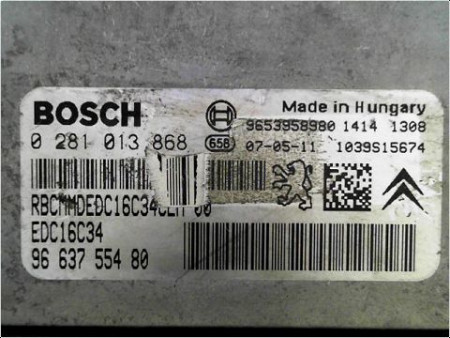 BOSCH
Made in Hungary
9653958980 1414 1308
0 281 013 868
658
07-05-11 1039S15674
EDC16C34
96 637 554 80